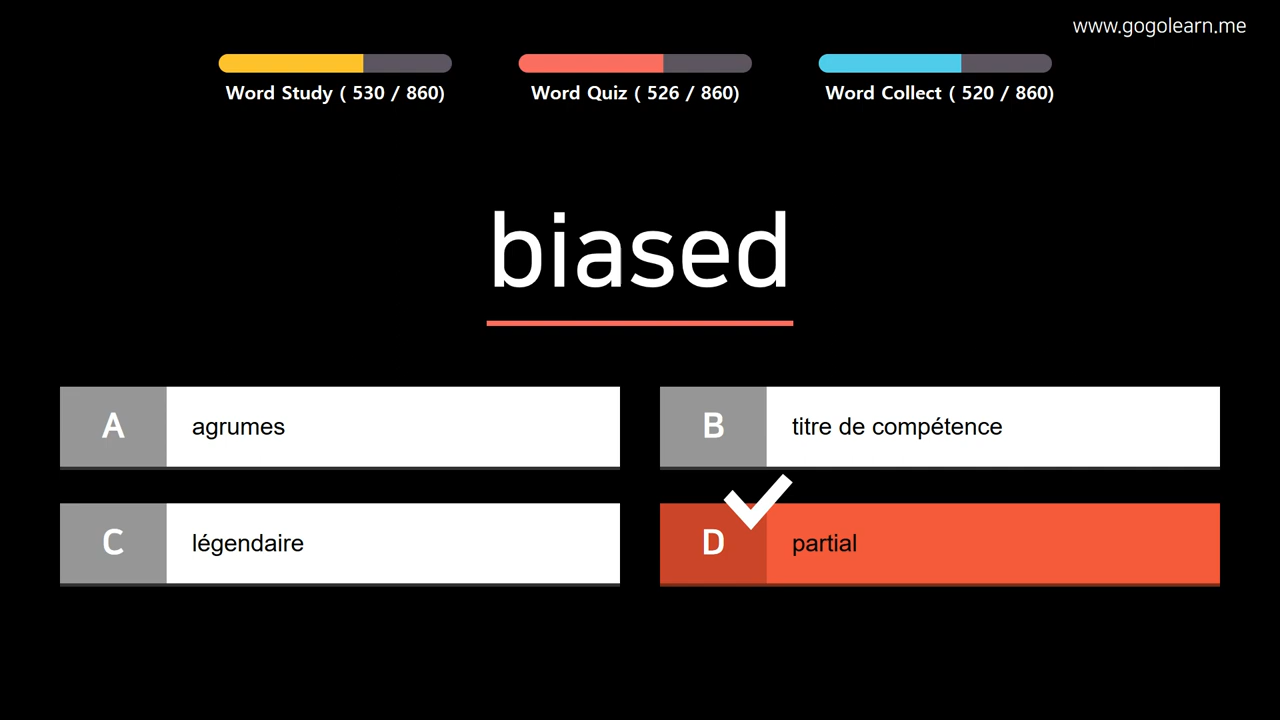 www.gogolearn.me
Word Study ( 530 / 860)
Word Quiz ( 526 / 860)
Word Collect ( 520 / 860)
biased
A agrumes
B titre de compétence
C légendaire
D partial